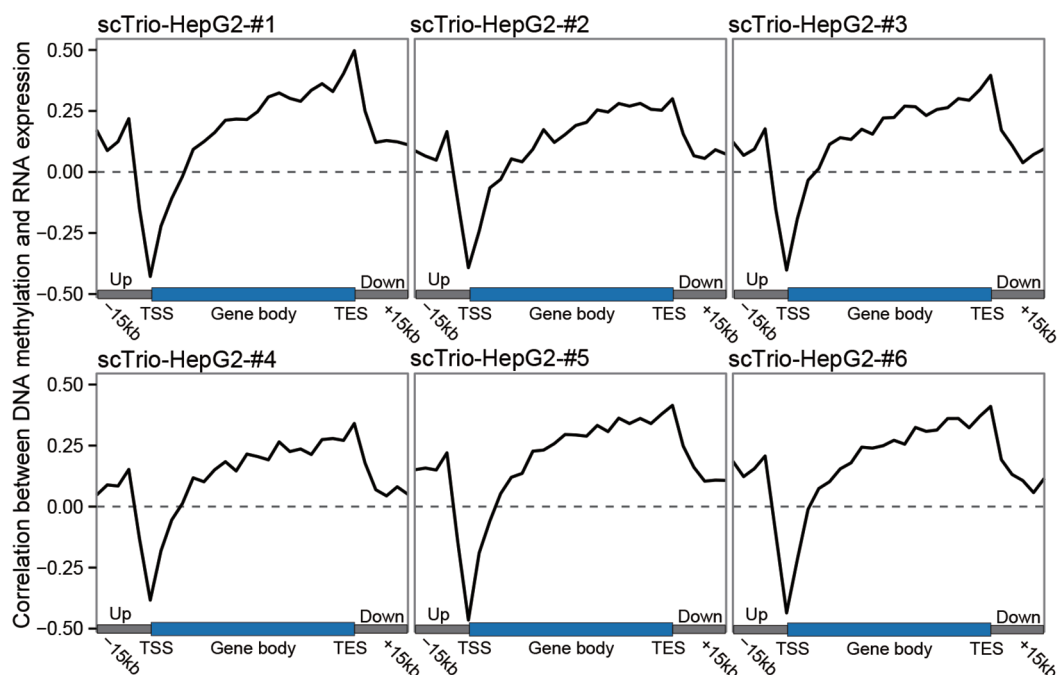 scTrio-HepG2-#1
scTrio-HepG2-#2
scTrio-HepG2-#3
Correlation between DNA methylation and RNA expression
0.50
0.25
0.00
−0.25
−0.50
Up
Down
Up
Down
Up
Down
−15kb TSS Gene body TES +15kb
−15kb TSS Gene body TES +15kb
−15kb TSS Gene body TES +15kb
scTrio-HepG2-#4
scTrio-HepG2-#5
scTrio-HepG2-#6
0.50
0.25
0.00
−0.25
−0.50
Up
Down
Up
Down
Up
Down
−15kb TSS Gene body TES +15kb
−15kb TSS Gene body TES +15kb
−15kb TSS Gene body TES +15kb